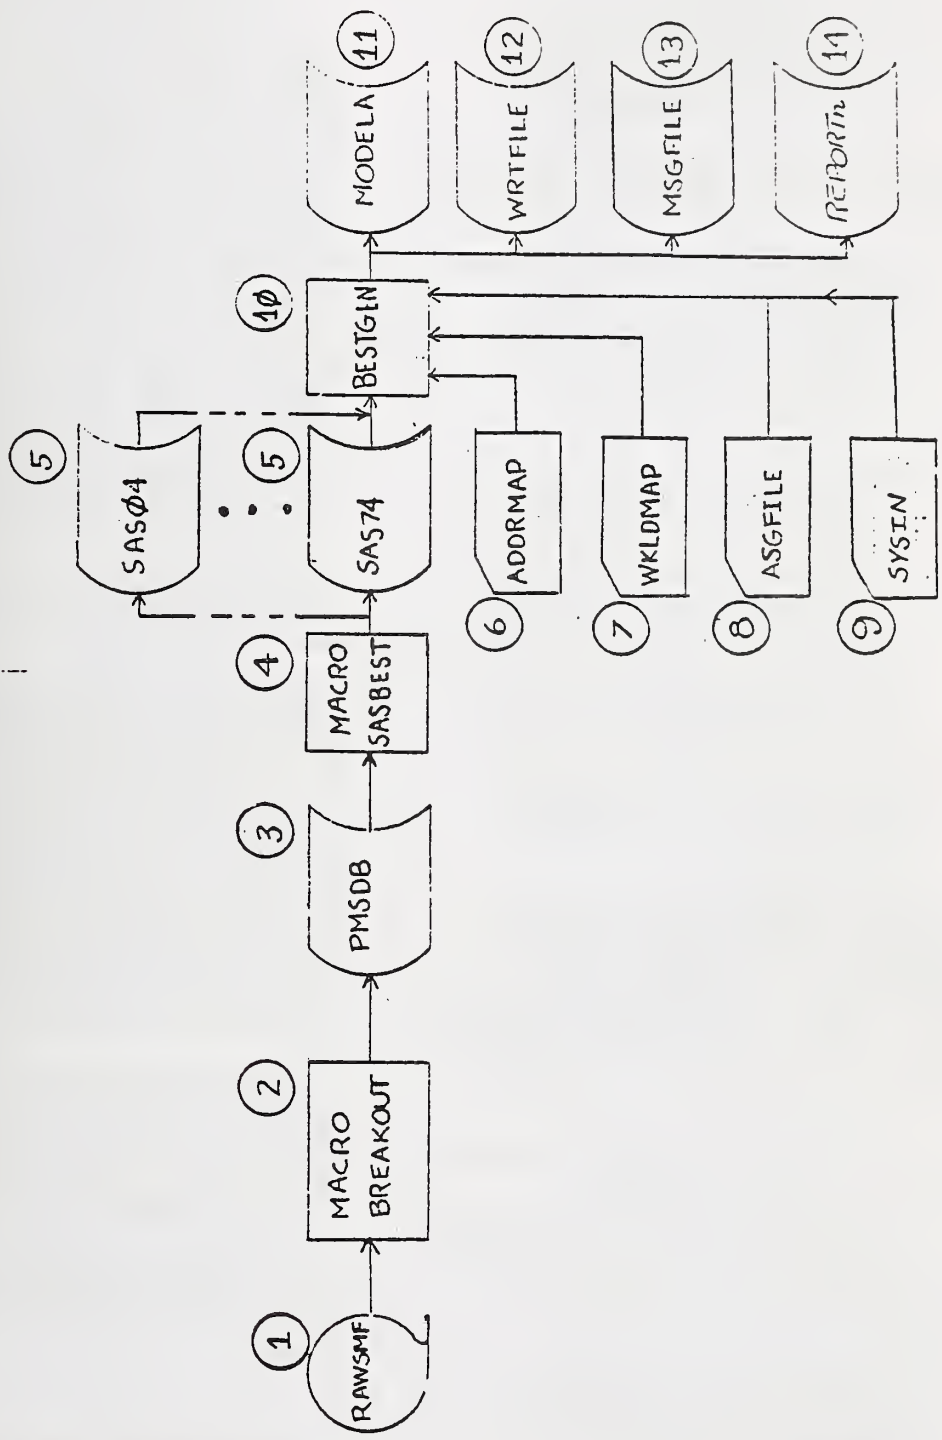 1
RAWSMF
2
MACRO
BREAKOUT
3
PMSDB
4
MACRO
SASBEST
5
SASØ4
5
SAS74
6
ADDRMAP
7
WKLDMAP
8
ASGFILE
9
SYSIN
1Ø
BESTGEN
11
MODELA
12
WRTFILE
13
MSGFILE
REPORTn